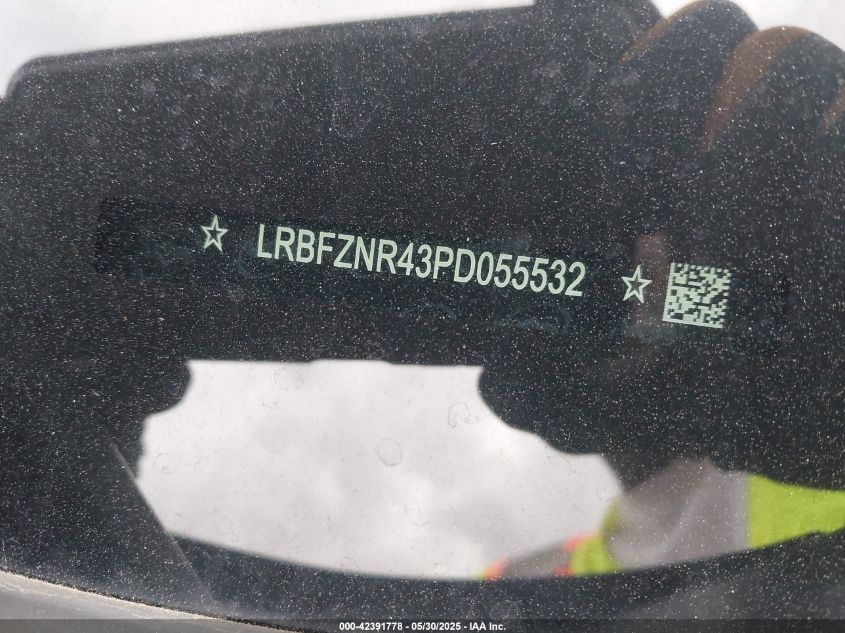 ☆ LRBFZNR43PD055532 ☆
000-42391778 - 05/30/2025 - IAA Inc.